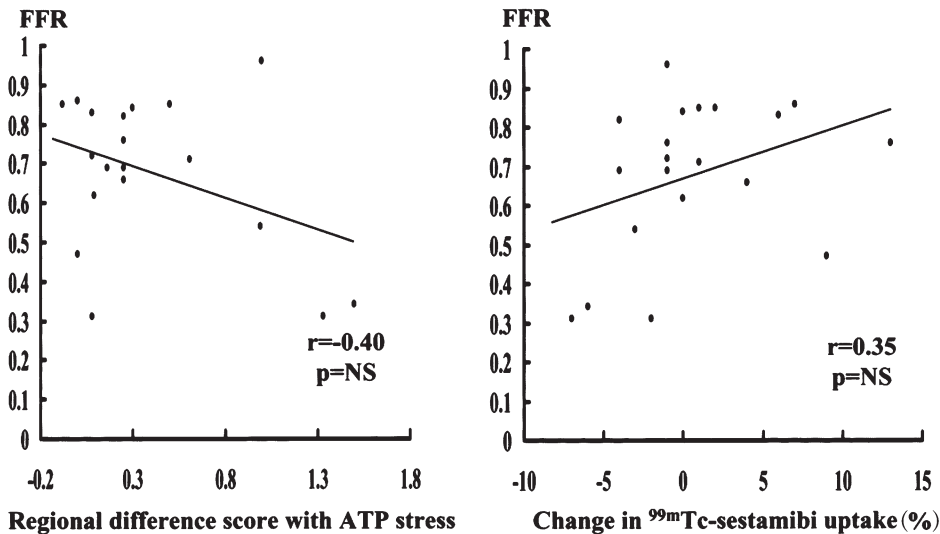 FFR
1
0.9
0.8
0.7
0.6
0.5
0.4
0.3
0.2
0.1
0
-0.2 0.3 0.8 1.3 1.8
r=-0.40
p=NS
Regional difference score with ATP stress
FFR
1
0.9
0.8
0.7
0.6
0.5
0.4
0.3
0.2
0.1
0
-10 -5 0 5 10 15
r=0.35
p=NS
Change in ⁹⁹ᵐTc-sestamibi uptake (%)